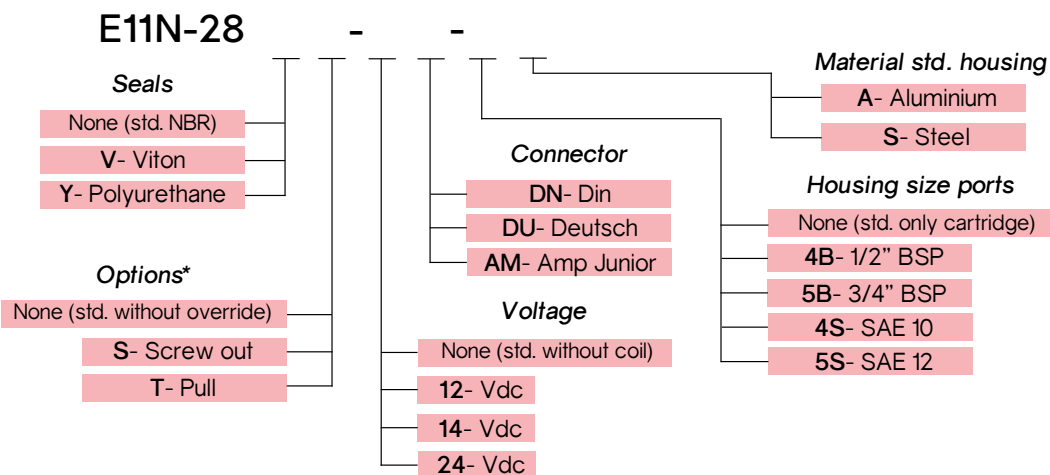 E11N-28 - -
Seals
None (std. NBR)
V- Viton
Y- Polyurethane
Options*
None (std. without override)
S- Screw out
T- Pull
Voltage
None (std. without coil)
12- Vdc
14- Vdc
24- Vdc
Connector
DN- Din
DU- Deutsch
AM- Amp Junior
Housing size ports
None (std. only cartridge)
4B- 1/2” BSP
5B- 3/4” BSP
4S- SAE 10
5S- SAE 12
Material std. housing
A- Aluminium
S- Steel